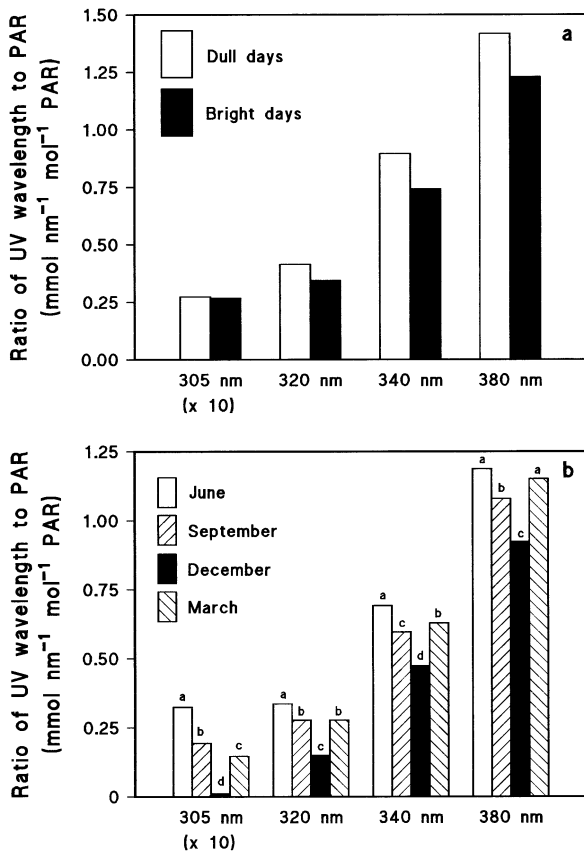 Ratio of UV wavelength to PAR
(mmol nm⁻¹ mol⁻¹ PAR)
1.50
1.25
1.00
0.75
0.50
0.25
0.00
a
Dull days
Bright days
305 nm
(x 10)
320 nm
340 nm
380 nm
Ratio of UV wavelength to PAR
(mmol nm⁻¹ mol⁻¹ PAR)
1.25
1.00
0.75
0.50
0.25
0
b
June
September
December
March
a
b
d
c
a
b
c
b
a
c
d
b
a
b
c
a
305 nm
(x 10)
320 nm
340 nm
380 nm